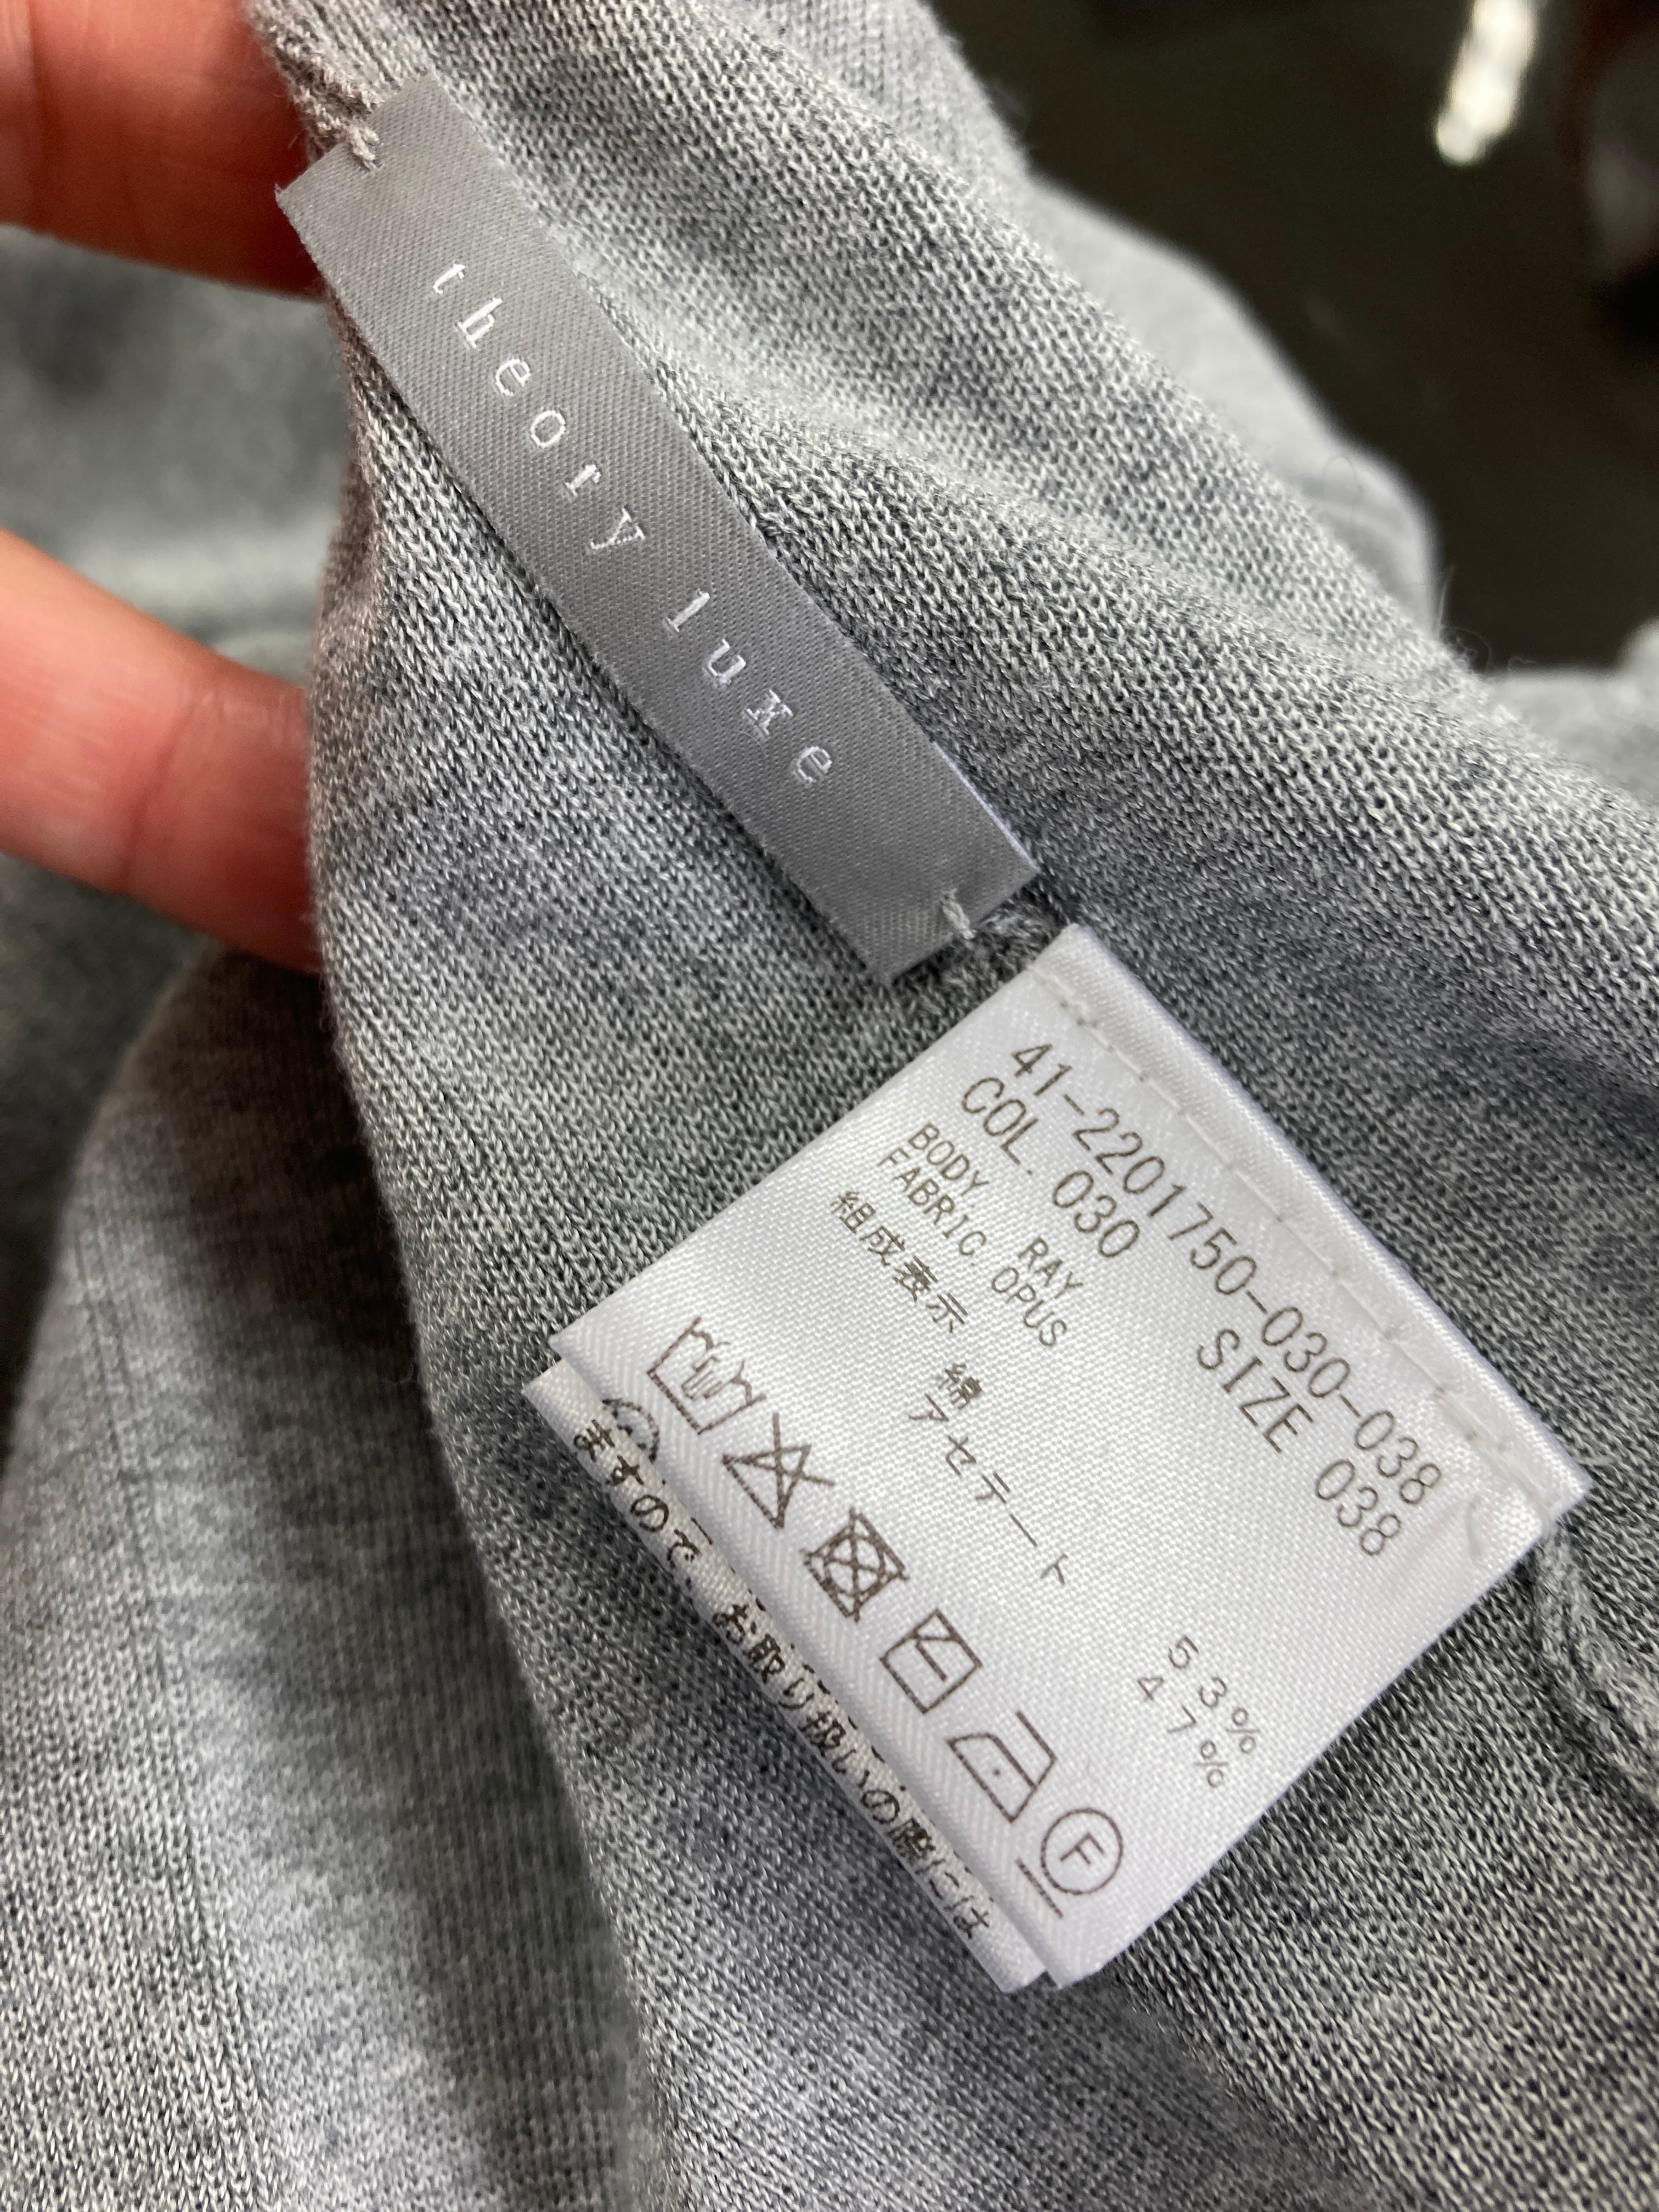 theory luxe
41-2201750-030-038
COL. 030 SIZE 038
BODY. RAY
FABRIC. OPUS
組成表示 綿 53%
アセテート 47%
F
ますので、お取り扱いの際には